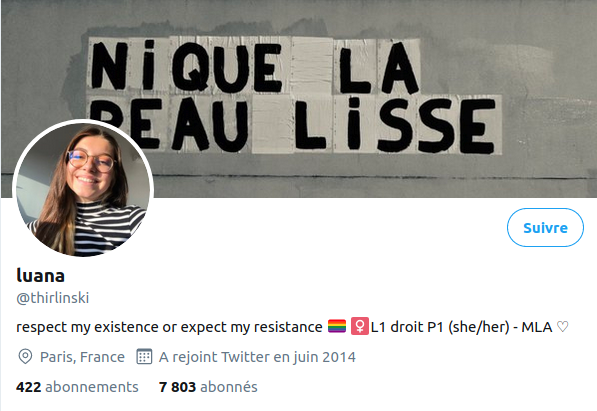 NiQUE LA
PEAU LiSSE
Suivre
luana
@thirlinski
respect my existence or expect my resistance 🏳️‍🌈 🚺L1 droit P1 (she/her) - MLA ♡
Paris, France A rejoint Twitter en juin 2014
422 abonnements 7 803 abonnés